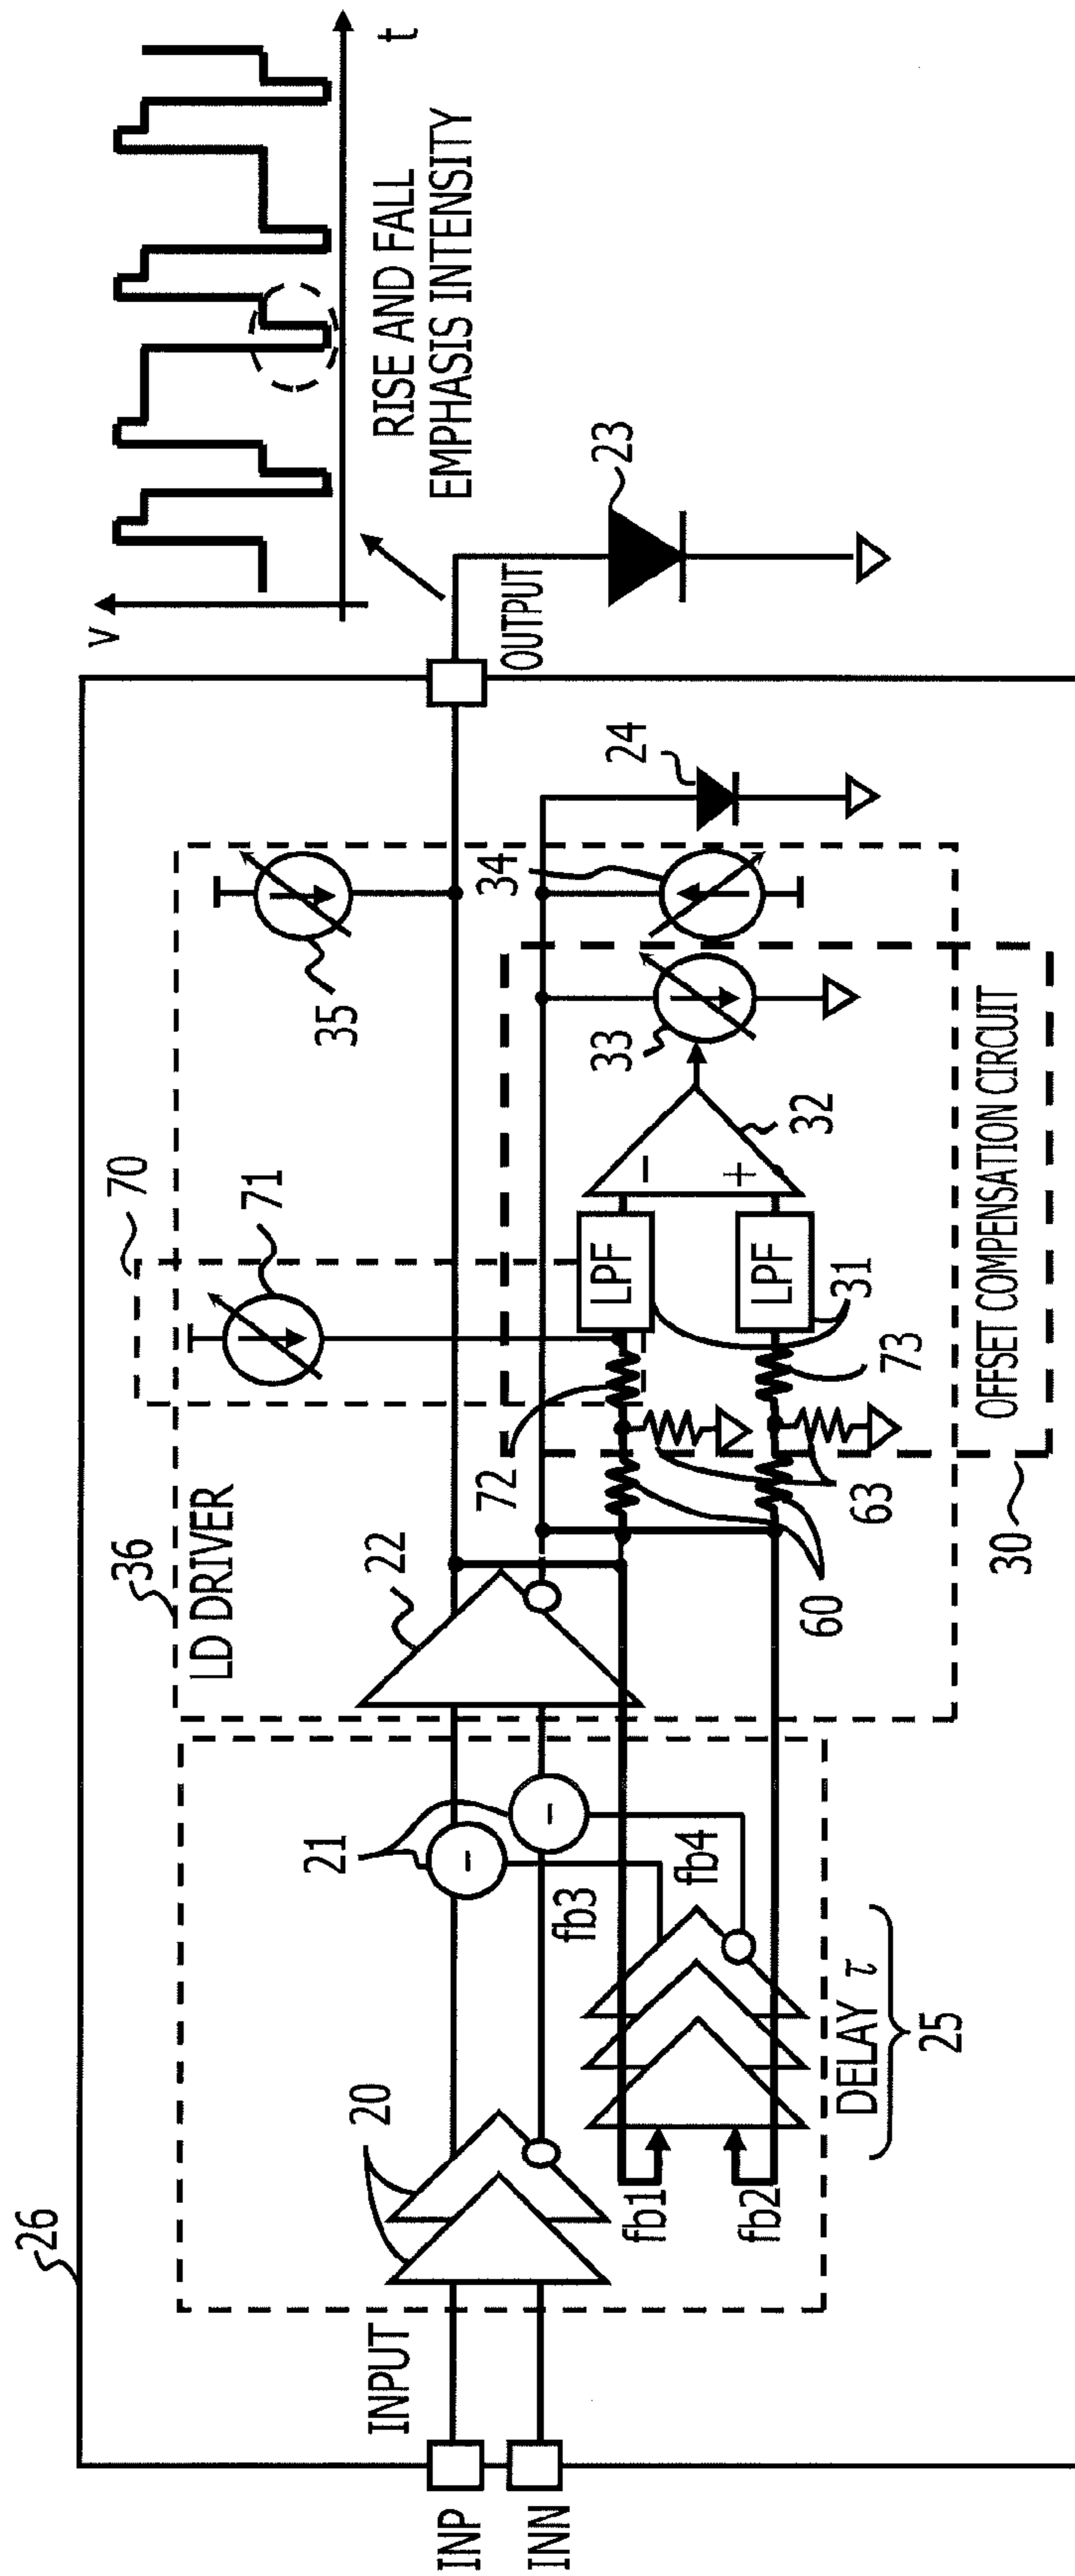 26
INP
INN
INPUT
20
21
fb1
fb2
fb3
fb4
DELAY τ
25
36
LD DRIVER
22
70
71
72
60
63
73
31
LPF
LPF
−
+
−
−
32
33
34
35
24
30
OFFSET COMPENSATION CIRCUIT
OUTPUT
23
V
t
RISE AND FALL
EMPHASIS INTENSITY